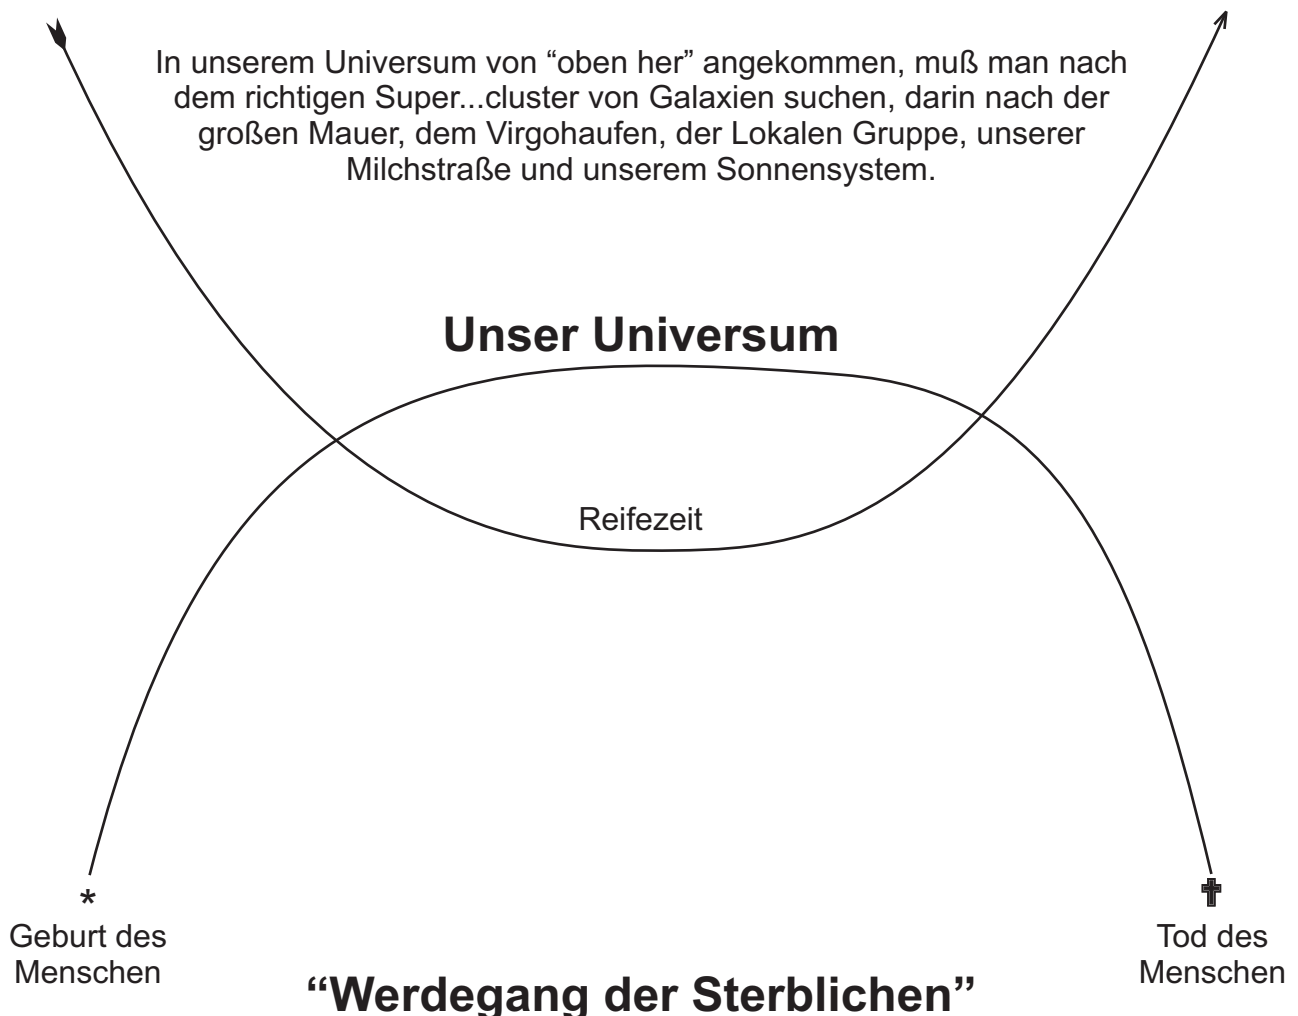 In unserem Universum von “oben her” angekommen, muß man nach
dem richtigen Super...cluster von Galaxien suchen, darin nach der
großen Mauer, dem Virgohaufen, der Lokalen Gruppe, unserer
Milchstraße und unserem Sonnensystem.
Unser Universum
Reifezeit
*
Geburt des
Menschen
✝
Tod des
Menschen
“Werdegang der Sterblichen”